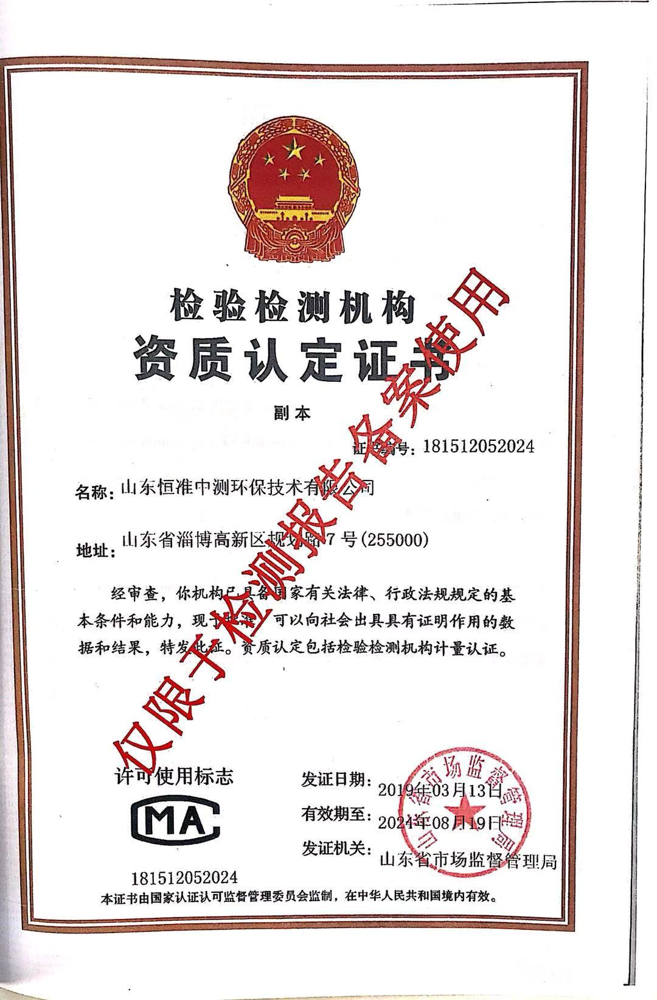 检验检测机构
资质认定证书
副本
证书编号：181512052024
名称：山东恒准中测环保技术有限公司
地址：山东省淄博高新区规划路7号(255000)
经审查，你机构已具备国家有关法律、行政法规规定的基
本条件和能力，现予批准，可以向社会出具具有证明作用的数
据和结果，特发此证。资质认定包括检验检测机构计量认证。
仅限于检测报告备案使用
许可使用标志
MA
181512052024
发证日期：2019年03月13日
有效期至：2024年08月19日
发证机关：山东省市场监督管理局
山东省市场监督管理局
本证书由国家认证认可监督管理委员会监制，在中华人民共和国境内有效。